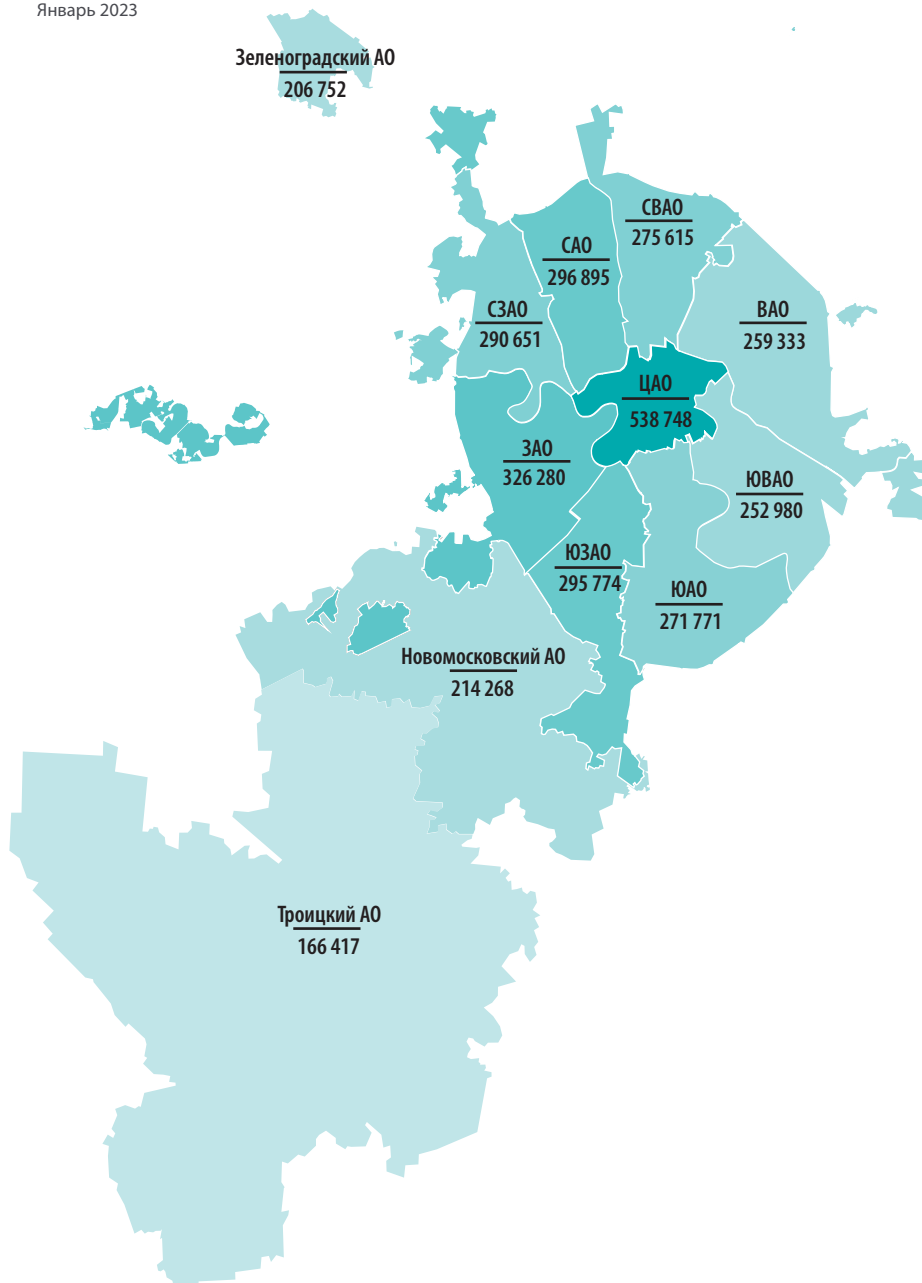 Январь 2023
Зеленоградский АО
206 752
СВАО
275 615
САО
296 895
СЗАО
290 651
ВАО
259 333
ЦАО
538 748
ЗАО
326 280
ЮВАО
252 980
ЮЗАО
295 774
ЮАО
271 771
Новомосковский АО
214 268
Троицкий АО
166 417